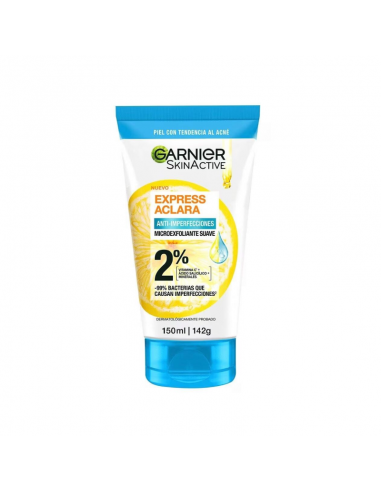 PIEL CON TENDENCIA AL ACNÉ
GARNIER
SKINACTIVE
NUEVO
EXPRESS
ACLARA
ANTI-IMPERFECCIONES
MICROEXFOLIANTE SUAVE
2%
VITAMINA C* +
ÁCIDO SALICÍLICO +
MINERALES
-99% BACTERIAS QUE
CAUSAN IMPERFECCIONES
DERMATOLÓGICAMENTE PROBADO
150ml | 142g